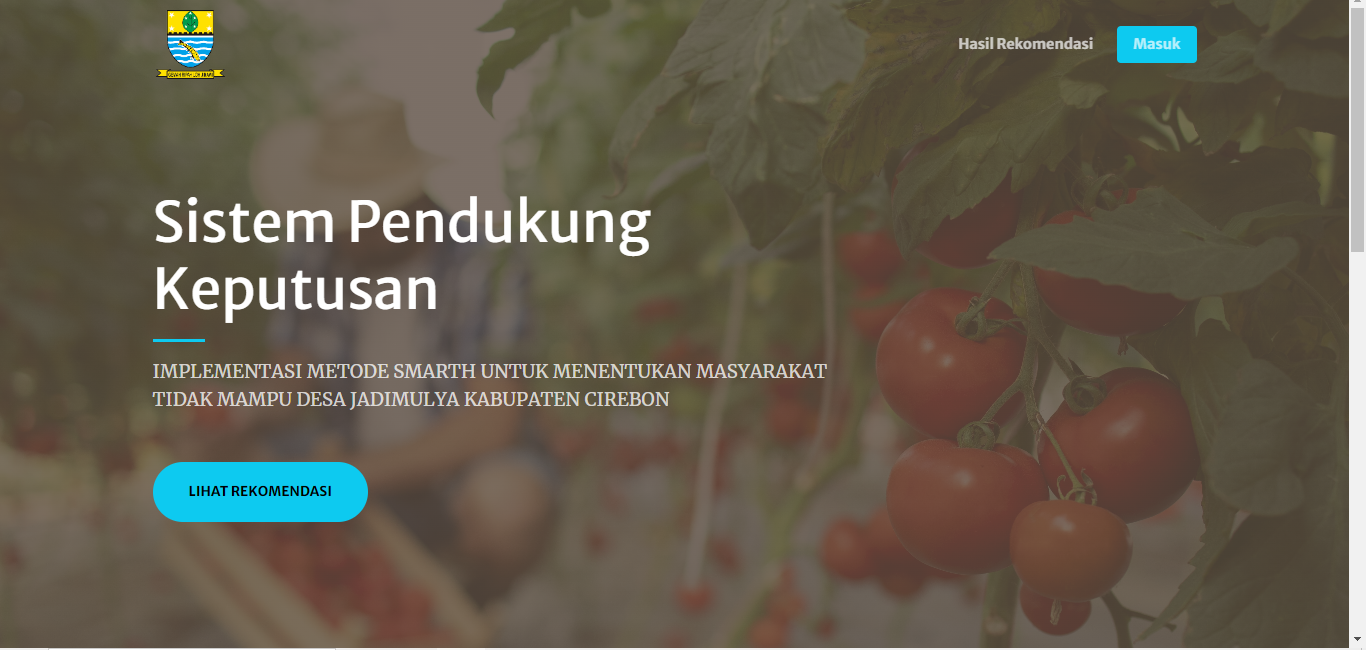 Hasil Rekomendasi
Masuk
Sistem Pendukung
Keputusan
IMPLEMENTASI METODE SMARTH UNTUK MENENTUKAN MASYARAKAT
TIDAK MAMPU DESA JADIMULYA KABUPATEN CIREBON
LIHAT REKOMENDASI